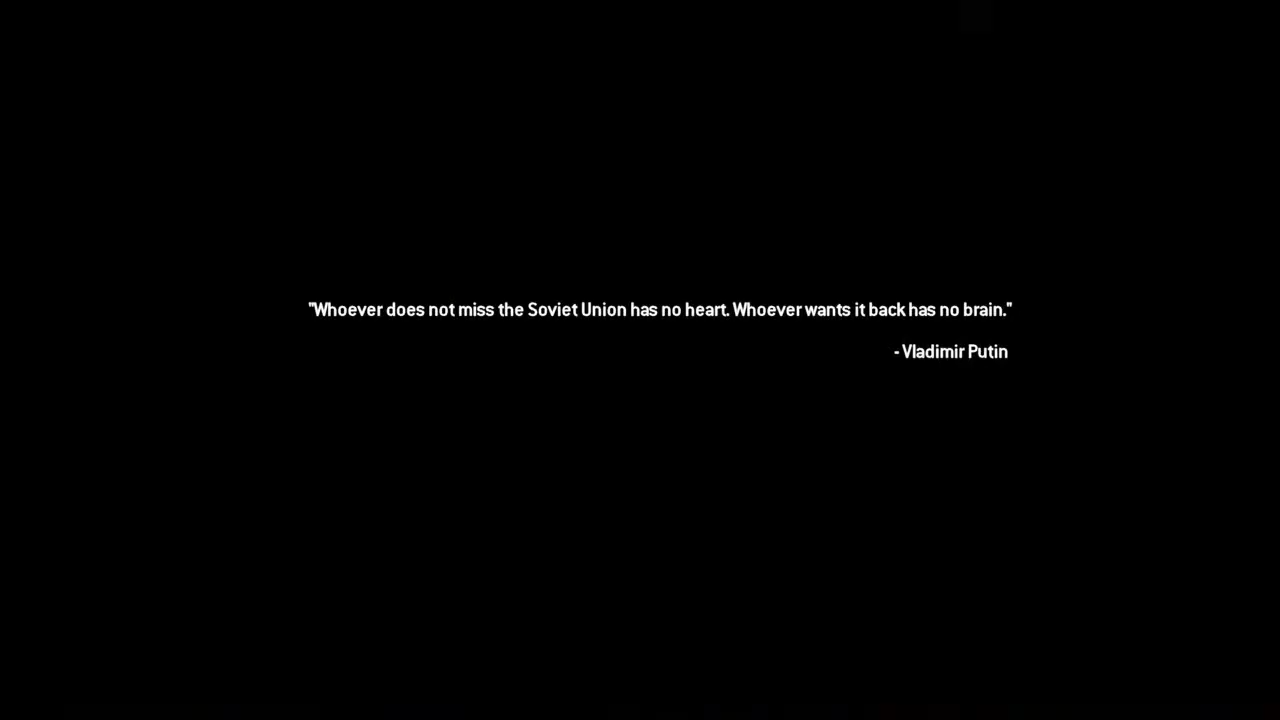 "Whoever does not miss the Soviet Union has no heart. Whoever wants it back has no brain."
- Vladimir Putin